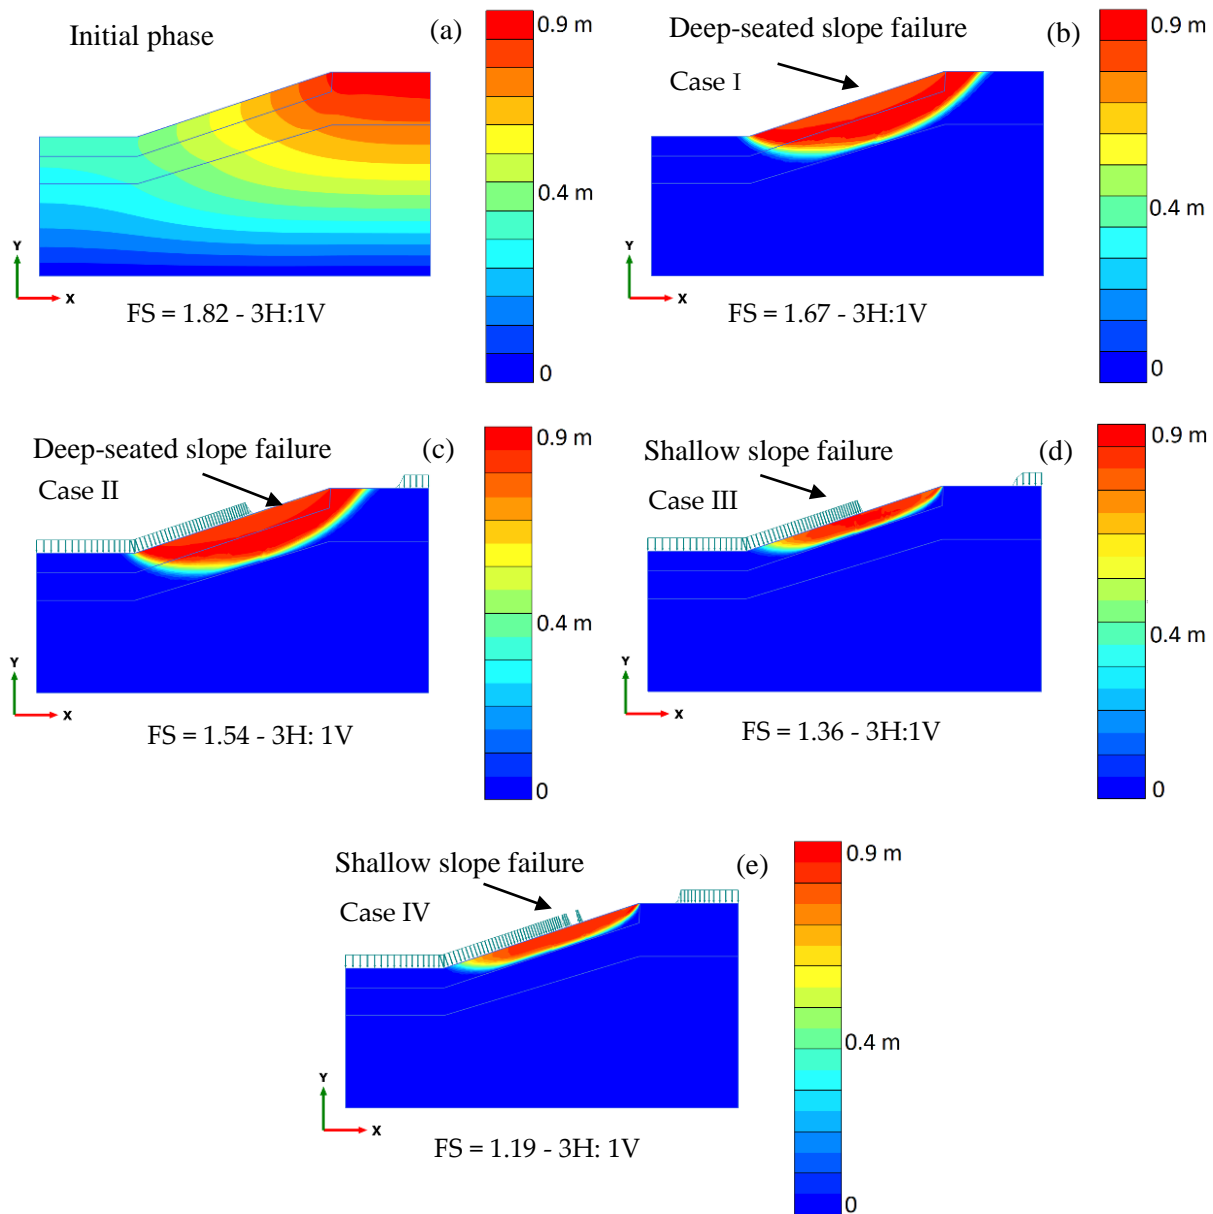 Initial phase
(a)
0.9 m
0.4 m
0
Y
X
FS = 1.82 - 3H:1V
Deep-seated slope failure
(b)
Case I
0.9 m
0.4 m
0
Y
X
FS = 1.67 - 3H:1V
Deep-seated slope failure
(c)
Case II
0.9 m
0.4 m
0
Y
X
FS = 1.54 - 3H: 1V
Shallow slope failure
(d)
Case III
0.9 m
0.4 m
0
Y
X
FS = 1.36 - 3H:1V
Shallow slope failure
(e)
Case IV
0.9 m
0.4 m
0
Y
X
FS = 1.19 - 3H: 1V